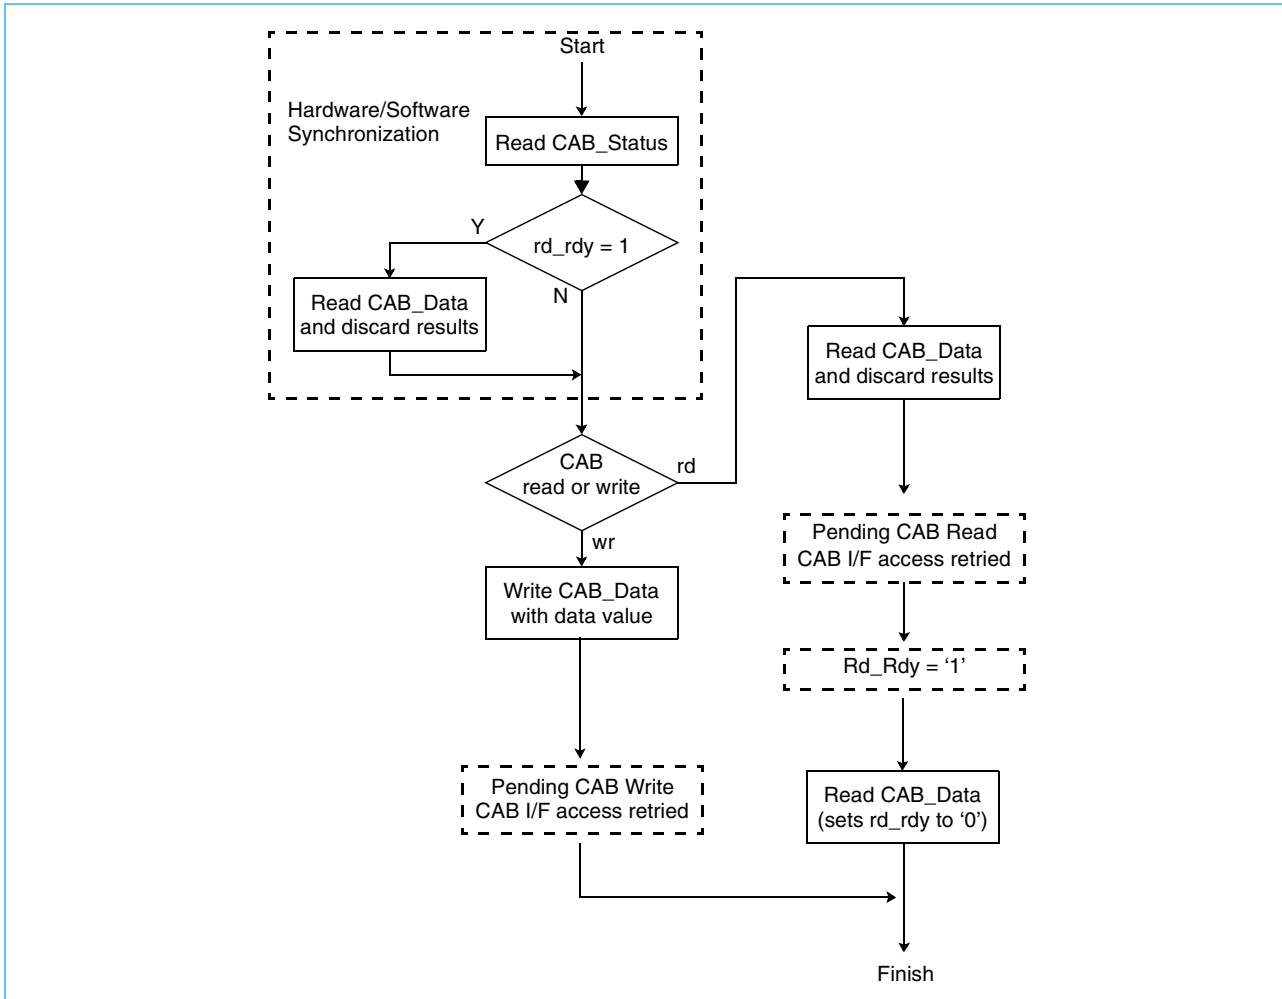 Start
Hardware/Software
Synchronization
Read CAB_Status
Y
rd_rdy = 1
N
Read CAB_Data
and discard results
CAB
read or write
rd
wr
Write CAB_Data
with data value
Pending CAB Write
CAB I/F access retried
Read CAB_Data
and discard results
Pending CAB Read
CAB I/F access retried
Rd_Rdy = ‘1’
Read CAB_Data
(sets rd_rdy to ‘0’)
Finish